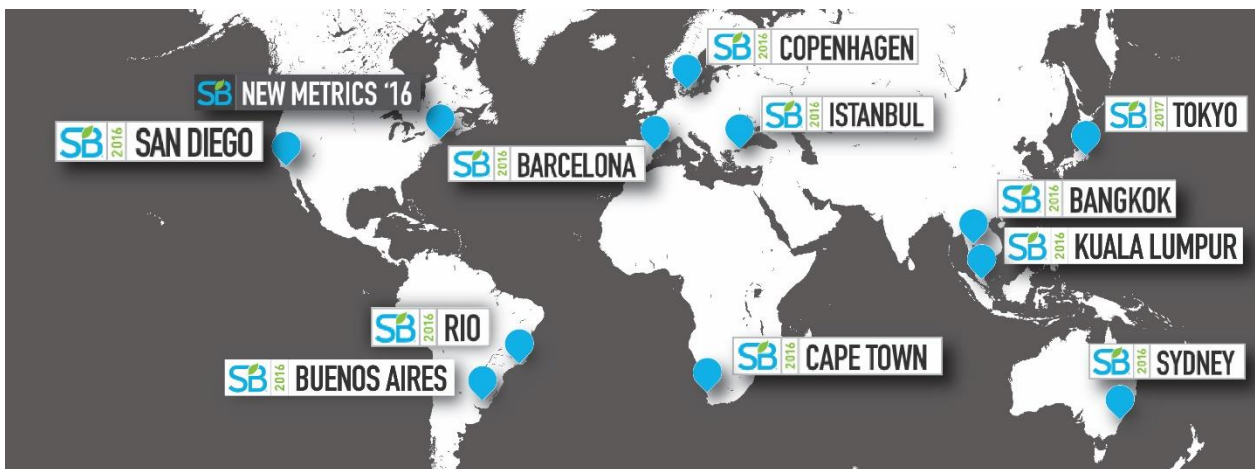 SB 2016 COPENHAGEN
SB NEW METRICS ‘16
SB 2016 ISTANBUL
SB 2017 TOKYO
SB 2016 SAN DIEGO
SB 2016 BARCELONA
SB 2016 BANGKOK
SB 2016 KUALA LUMPUR
SB 2016 RIO
SB 2016 CAPE TOWN
SB 2016 SYDNEY
SB 2016 BUENOS AIRES